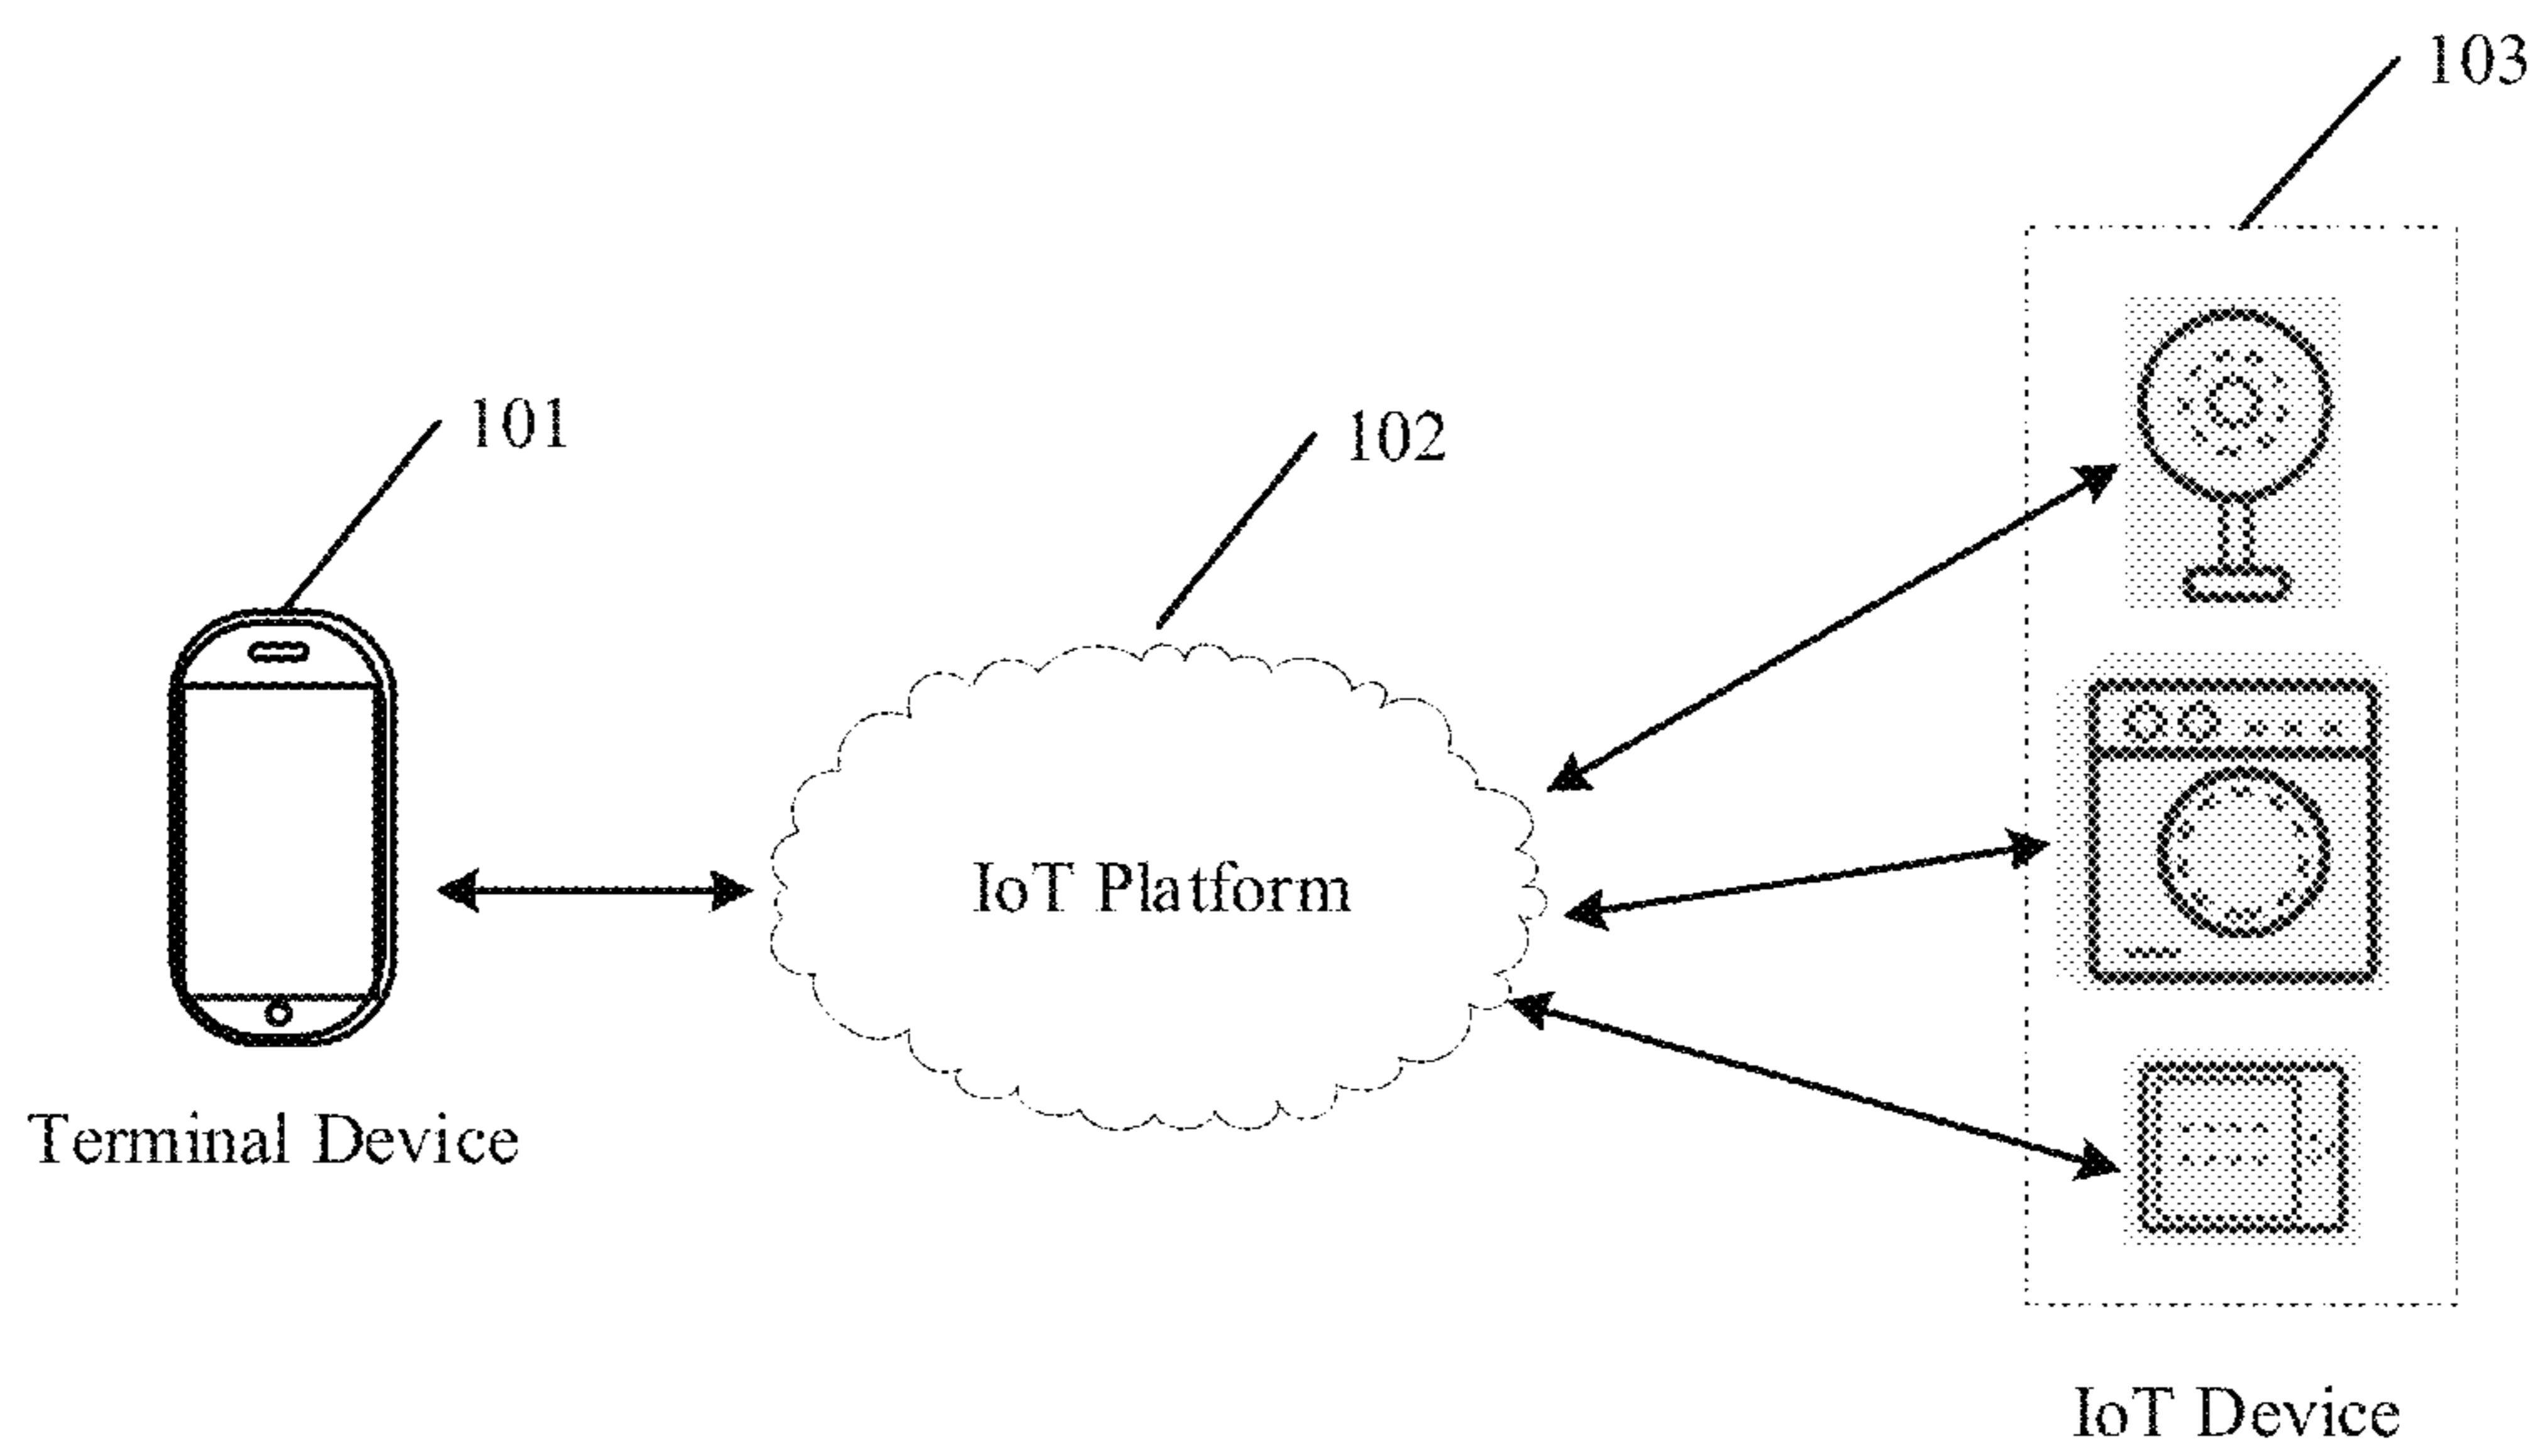 103
101
102
IoT Platform
Terminal Device
IoT Device